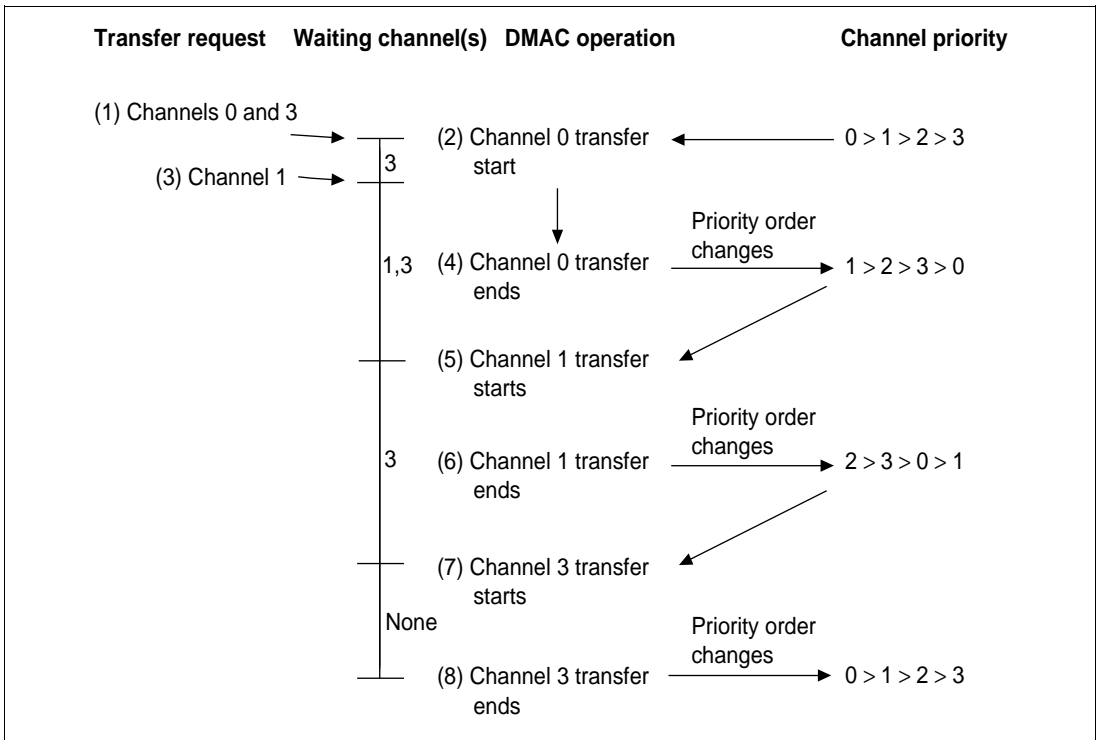 Transfer request Waiting channel(s) DMAC operation Channel priority
(1) Channels 0 and 3
(2) Channel 0 transfer start
0 > 1 > 2 > 3
3
(3) Channel 1
1,3
(4) Channel 0 transfer ends
Priority order changes
1 > 2 > 3 > 0
(5) Channel 1 transfer starts
3
(6) Channel 1 transfer ends
Priority order changes
2 > 3 > 0 > 1
(7) Channel 3 transfer starts
None
(8) Channel 3 transfer ends
Priority order changes
0 > 1 > 2 > 3